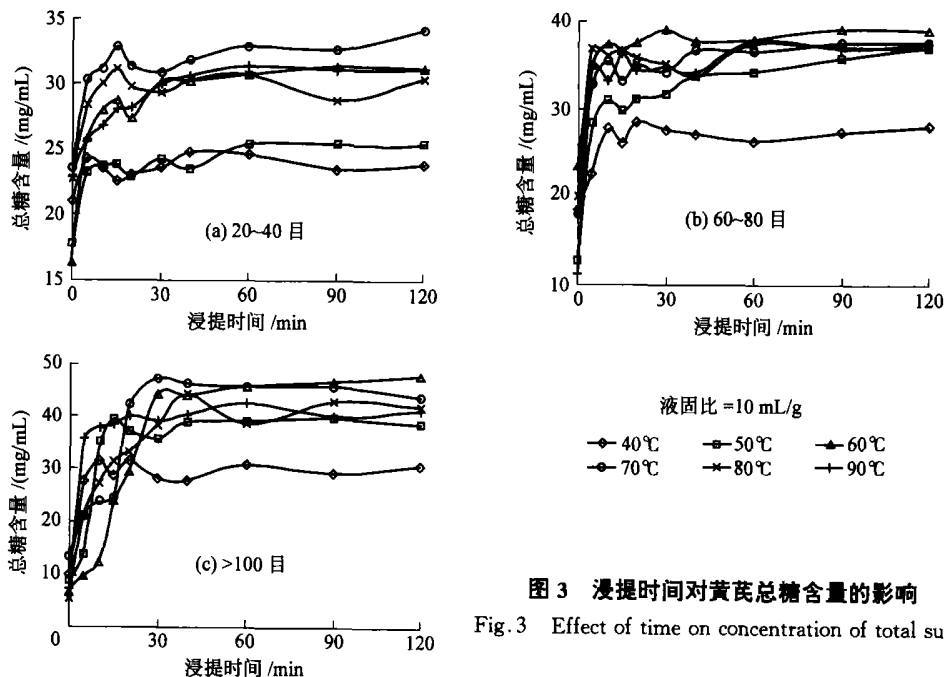 35
30
25
20
15
总糖含量 /(mg/mL)
(a) 20~40 目
0 30 60 90 120
浸提时间 /min
40
30
20
10
总糖含量 /(mg/mL)
(b) 60~80 目
0 30 60 90 120
浸提时间 /min
50
40
30
20
10
0
总糖含量 /(mg/mL)
(c) >100 目
30 60 90 120
浸提时间 /min
液固比 =10 mL/g
40℃ 50℃ 60℃
70℃ 80℃ 90℃
图 3 浸提时间对黄芪总糖含量的影响
Fig.3 Effect of time on concentration of total su